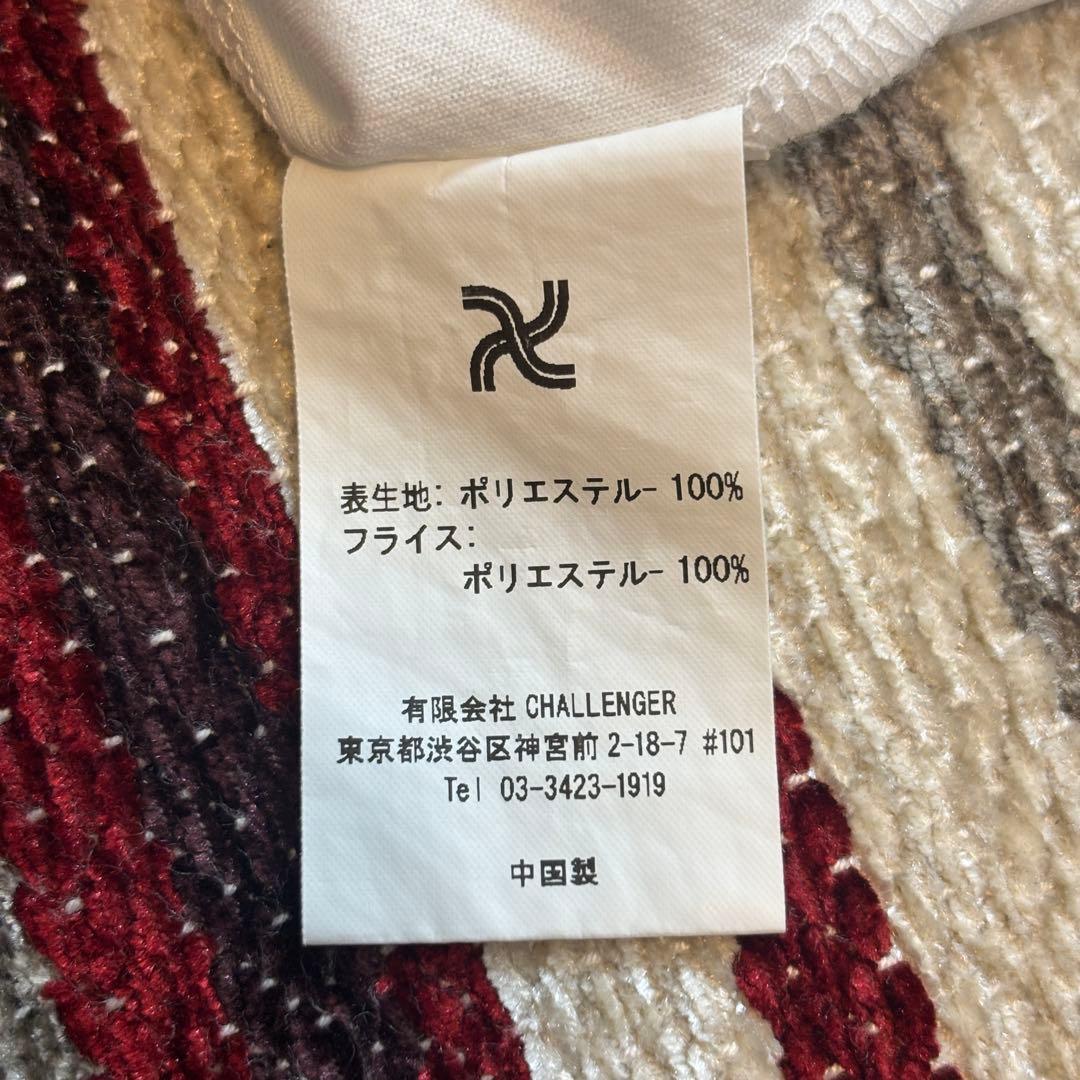 表生地: ポリエステル- 100%
フライス:
ポリエステル- 100%
有限会社 CHALLENGER
東京都渋谷区神宮前 2-18-7 #101
Tel 03-3423-1919
中国製